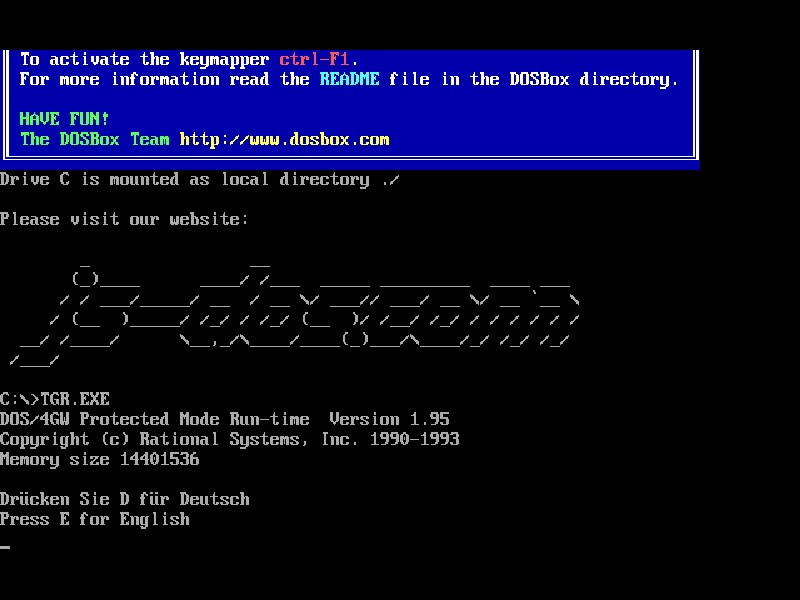 To activate the keymapper ctrl-F1.
For more information read the README file in the DOSBox directory.
HAVE FUN!
The DOSBox Team http://www.dosbox.com
Drive C is mounted as local directory ./
Please visit our website:
js-dos.com
C:\>TGR.EXE
DOS/4GW Protected Mode Run-time  Version 1.95
Copyright (c) Rational Systems, Inc. 1990-1993
Memory size 14401536
Drücken Sie D für Deutsch
Press E for English